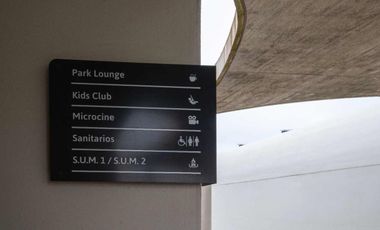 Park Lounge
Kids Club
Microcine
Sanitarios
S.U.M. 1 / S.U.M. 2